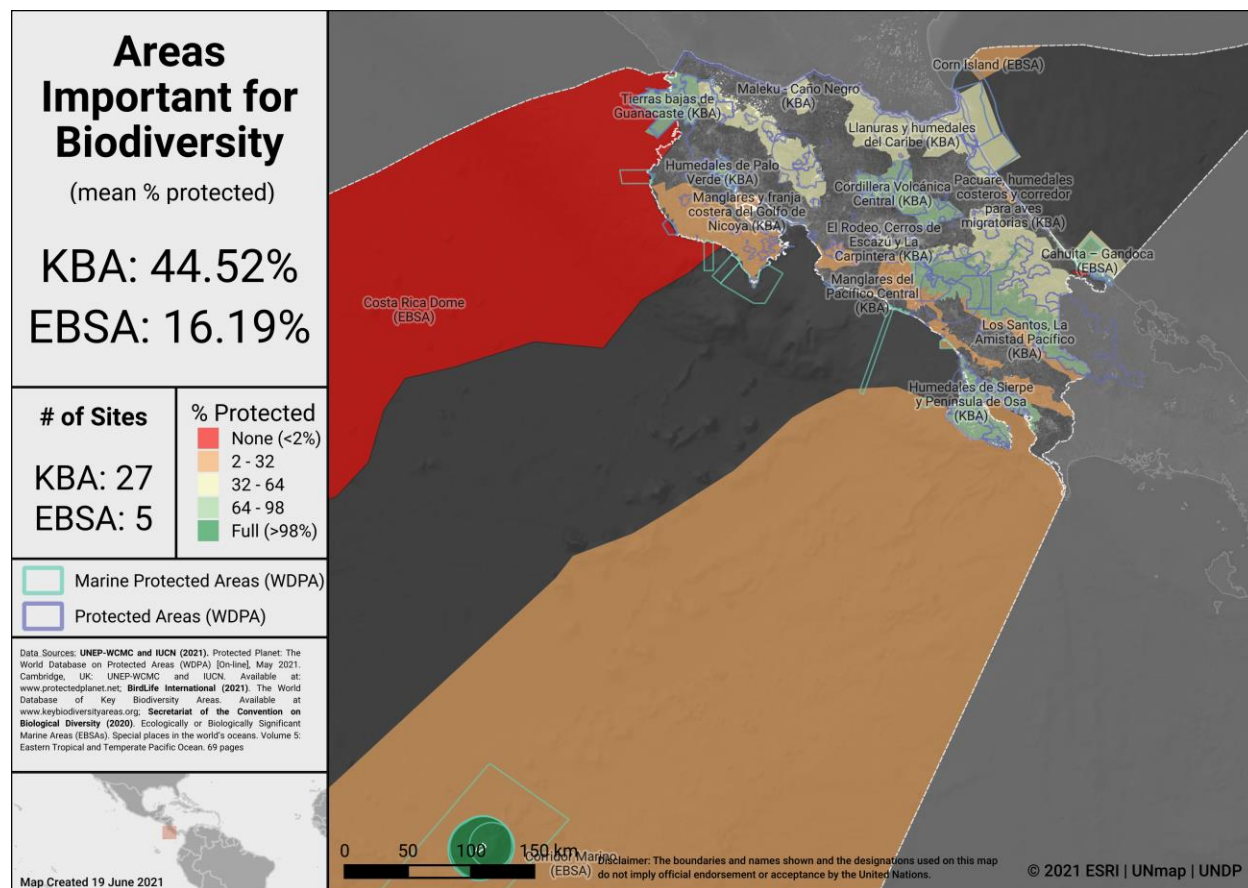 Areas
Important for
Biodiversity
(mean % protected)
KBA: 44.52%
EBSA: 16.19%
# of Sites
KBA: 27
EBSA: 5
% Protected
None (<2%)
2 - 32
32 - 64
64 - 98
Full (>98%)
Marine Protected Areas (WDPA)
Protected Areas (WDPA)
Data Sources: UNEP-WCMC and IUCN (2021). Protected Planet: The
World Database on Protected Areas (WDPA) [On-line], May 2021.
Cambridge, UK: UNEP-WCMC and IUCN. Available at:
www.protectedplanet.net; BirdLife International (2021). The World
Database of Key Biodiversity Areas. Available at
www.keybiodiversityareas.org; Secretariat of the Convention on
Biological Diversity (2020). Ecologically or Biologically Significant
Marine Areas (EBSAs). Special places in the world's oceans. Volume 5:
Eastern Tropical and Temperate Pacific Ocean. 69 pages
Map Created 19 June 2021
Corn Island (EBSA)
Maleku - Caño Negro
(KBA)
Tierras bajas de
Guanacaste (KBA)
Llanuras y humedales
del Caribe (KBA)
Humedales de Palo
Verde (KBA)
Cordillera Volcánica
Central (KBA)
Pacuare, humedales
costeros y corredor
para aves
migratorias (KBA)
Manglares y franja
costera del Golfo de
Nicoya (KBA)
El Rodeo, Cerros de
Escazú y La
Carpintera (KBA)
Cahuita – Gandoca
(EBSA)
Manglares del
Pacífico Central
(KBA)
Costa Rica Dome
(EBSA)
Los Santos, La
Amistad Pacífico
(KBA)
Humedales de Sierpe
y Península de Osa
(KBA)
0 50 100 150 km
Corridor Marino
(EBSA)
Disclaimer: The boundaries and names shown and the designations used on this map
do not imply official endorsement or acceptance by the United Nations.
© 2021 ESRI | UNmap | UNDP